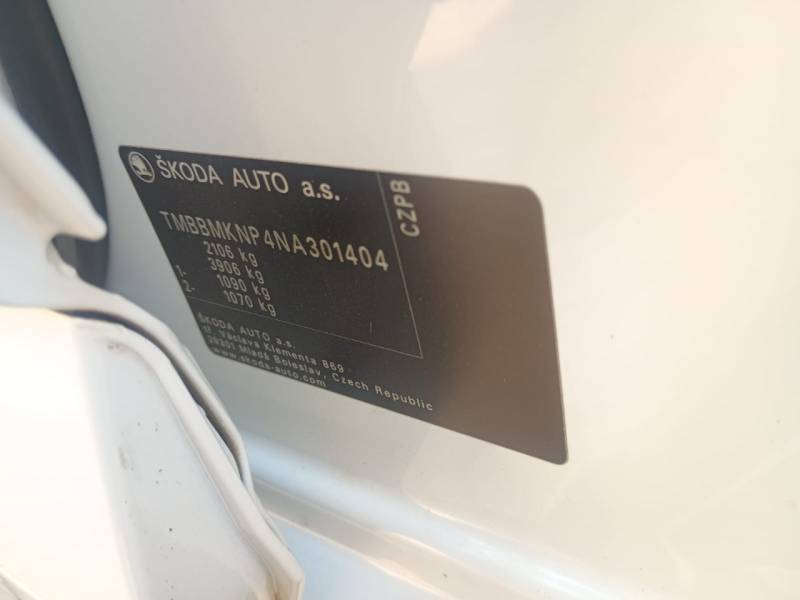 ŠKODA AUTO a.s.
CZPB
TMBBMKNP4NA301404
2106 kg
3906 kg
1- 1090 kg
2- 1070 kg
ŠKODA AUTO a.s.
tř. Václava Klementa 869
29301 Mladá Boleslav, Czech Republic
www.skoda-auto.com